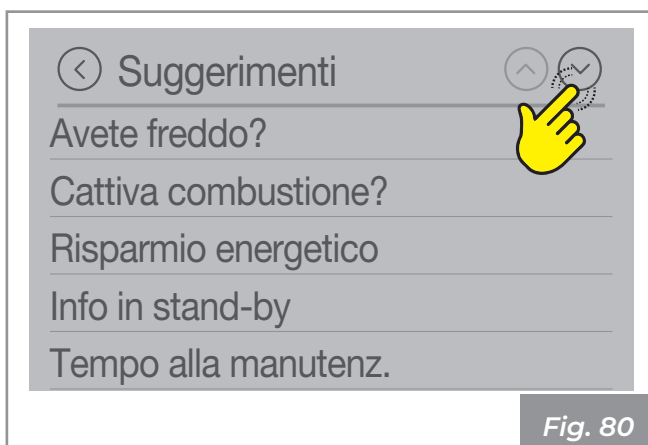 Suggerimenti
Avete freddo?
Cattiva combustione?
Risparmio energetico
Info in stand-by
Tempo alla manutenz.
Fig. 80